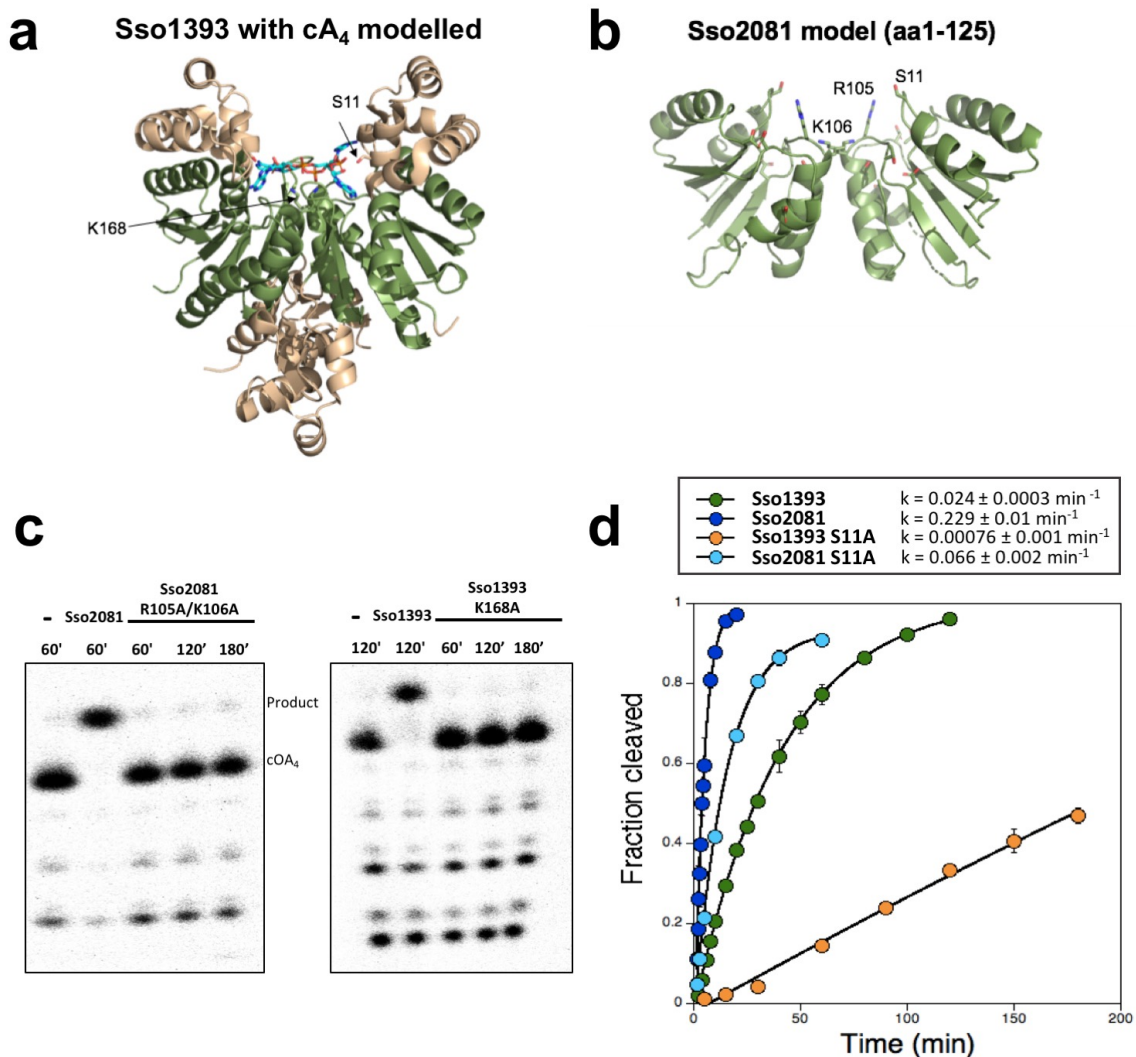 a
Sso1393 with cA4 modelled
S11
K168
b
Sso2081 model (aa1-125)
S11
R105
K106
c
Sso2081
R105A/K106A
- Sso2081
60' 60' 60' 120' 180'
Product
cOA4
Sso1393
K168A
- Sso1393
120' 120' 60' 120' 180'
d
Sso1393 k = 0.024 ± 0.0003 min-1
Sso2081 k = 0.229 ± 0.01 min-1
Sso1393 S11A k = 0.00076 ± 0.001 min-1
Sso2081 S11A k = 0.066 ± 0.002 min-1
1
0.8
0.6
0.4
0.2
0
Fraction cleaved
0 50 100 150 200
Time (min)